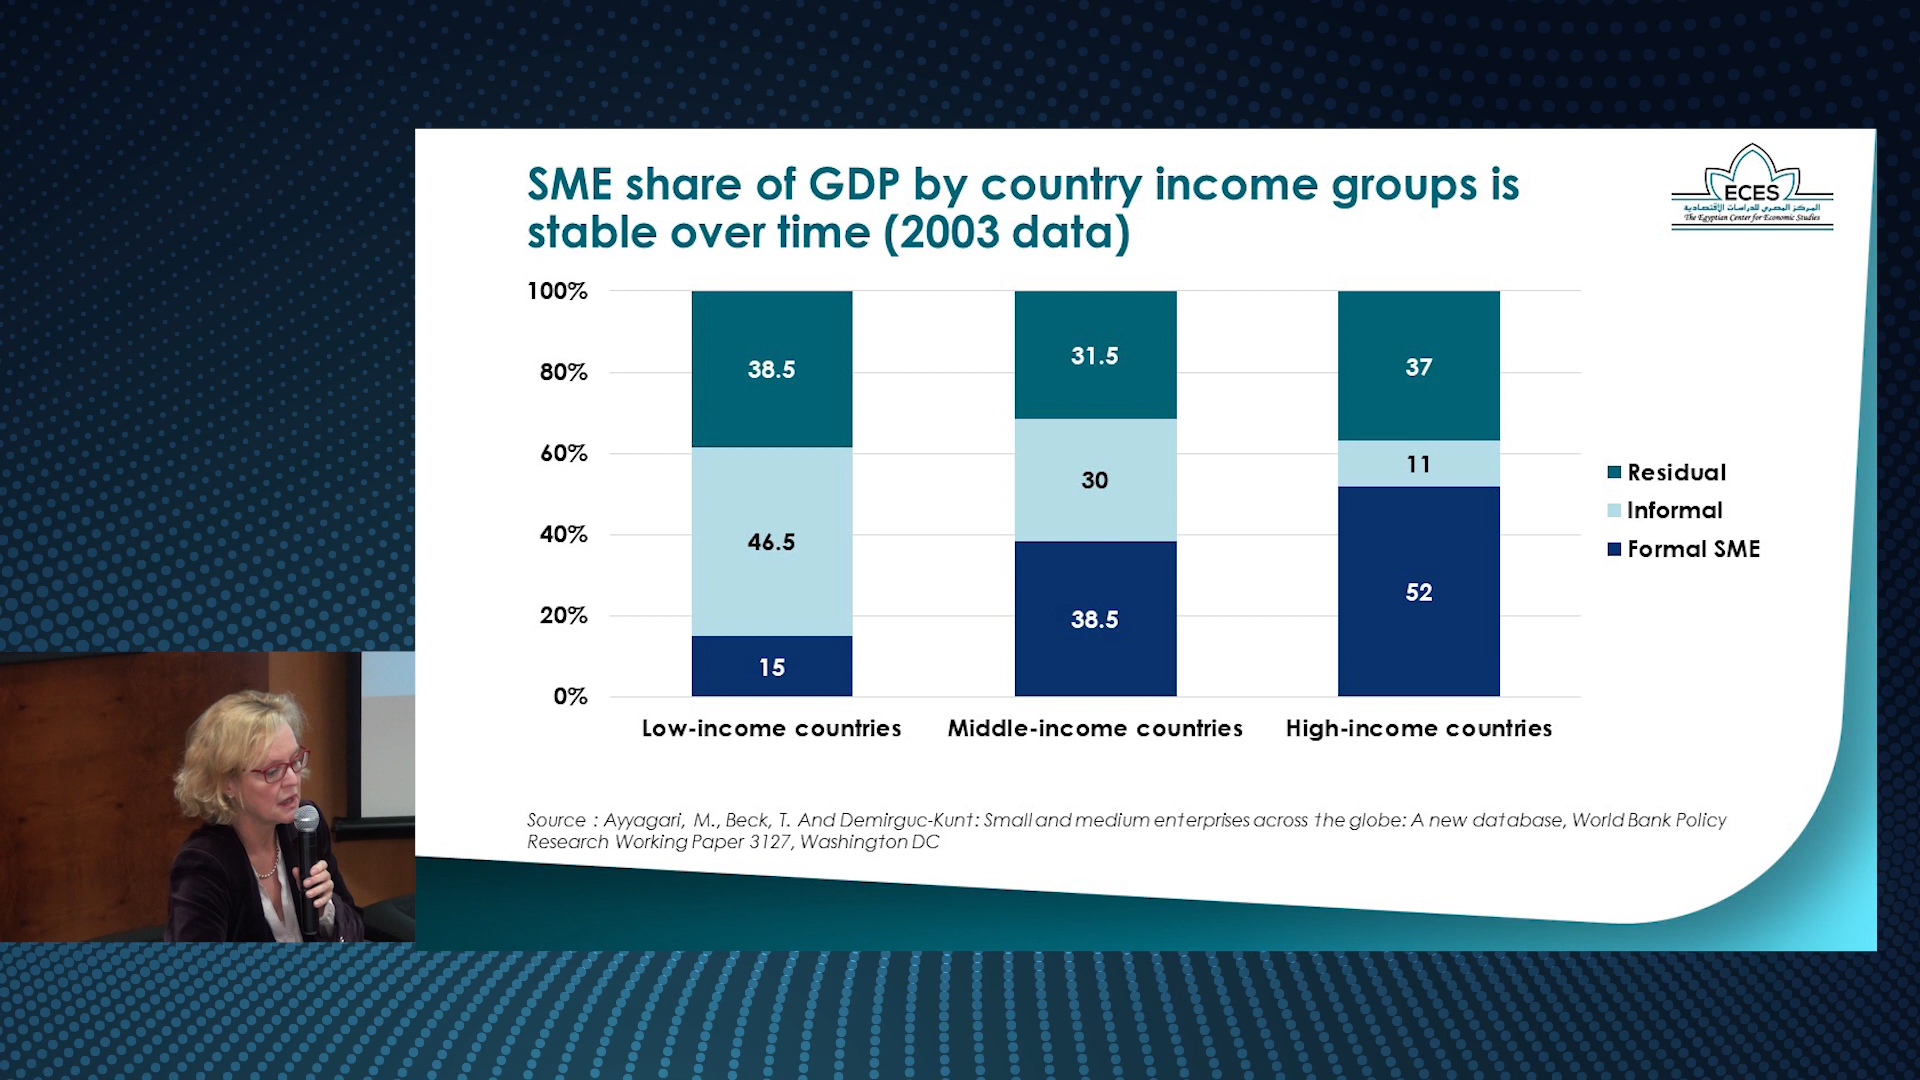 SME share of GDP by country income groups is
stable over time (2003 data)
ECES
المركز المصري للدراسات الاقتصادية
The Egyptian Center for Economic Studies
100%
80%
60%
40%
20%
0%
38.5
31.5
37
46.5
30
11
15
38.5
52
Residual
Informal
Formal SME
Low-income countries
Middle-income countries
High-income countries
Source : Ayyagari, M., Beck, T. And Demirguc-Kunt: Small and medium enterprises across the globe: A new database, World Bank Policy
Research Working Paper 3127, Washington DC